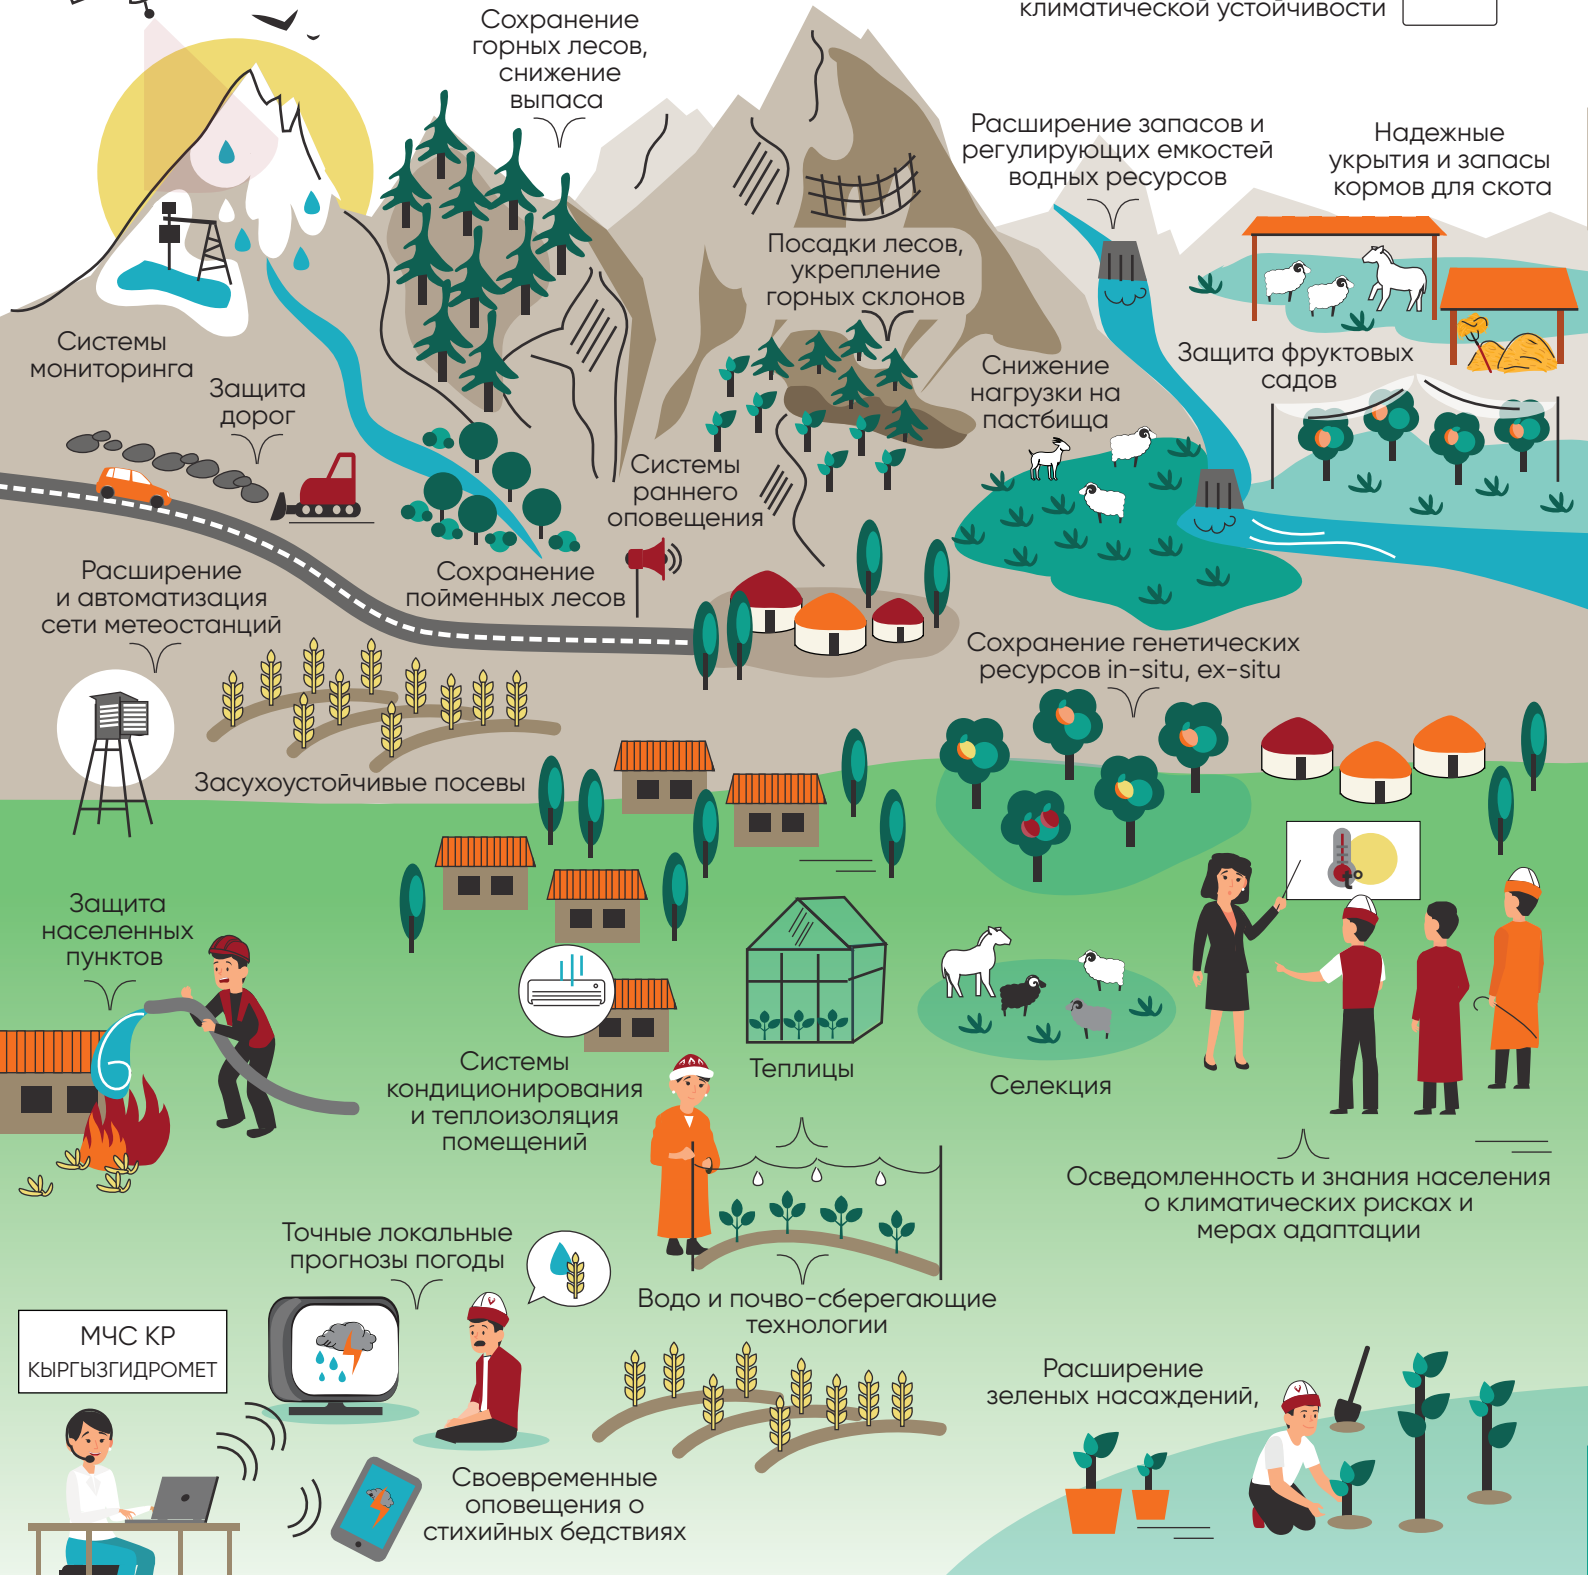 климатической устойчивости
Сохранение
горных лесов,
снижение
выпаса
Расширение запасов и
регулирующих емкостей
водных ресурсов
Надежные
укрытия и запасы
кормов для скота
Посадки лесов,
укрепление
горных склонов
Системы
мониторинга
Защита
дорог
Снижение
нагрузки на
пастбища
Защита фруктовых
садов
Системы
раннего
оповещения
Расширение
и автоматизация
сети метеостанций
Сохранение
пойменных лесов
Сохранение генетических
ресурсов in-situ, ex-situ
Засухоустойчивые посевы
t°
Защита
населенных
пунктов
Системы
кондиционирования
и теплоизоляция
помещений
Теплицы
Селекция
Осведомленность и знания населения
о климатических рисках и
мерах адаптации
Точные локальные
прогнозы погоды
Водо и почво-сберегающие
технологии
МЧС КР
КЫРГЫЗГИДРОМЕТ
Расширение
зеленых насаждений,
Своевременные
оповещения о
стихийных бедствиях